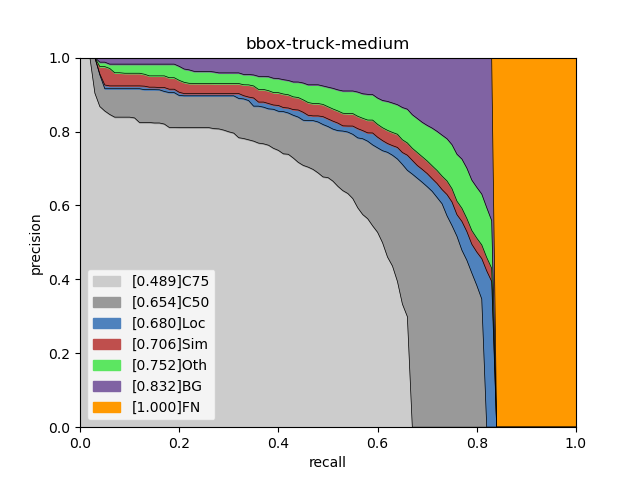 bbox-truck-medium
precision
1.0
0.8
0.6
0.4
0.2
0.0
[0.489]C75
[0.654]C50
[0.680]Loc
[0.706]Sim
[0.752]Oth
[0.832]BG
[1.000]FN
0.0 0.2 0.4 0.6 0.8 1.0
recall